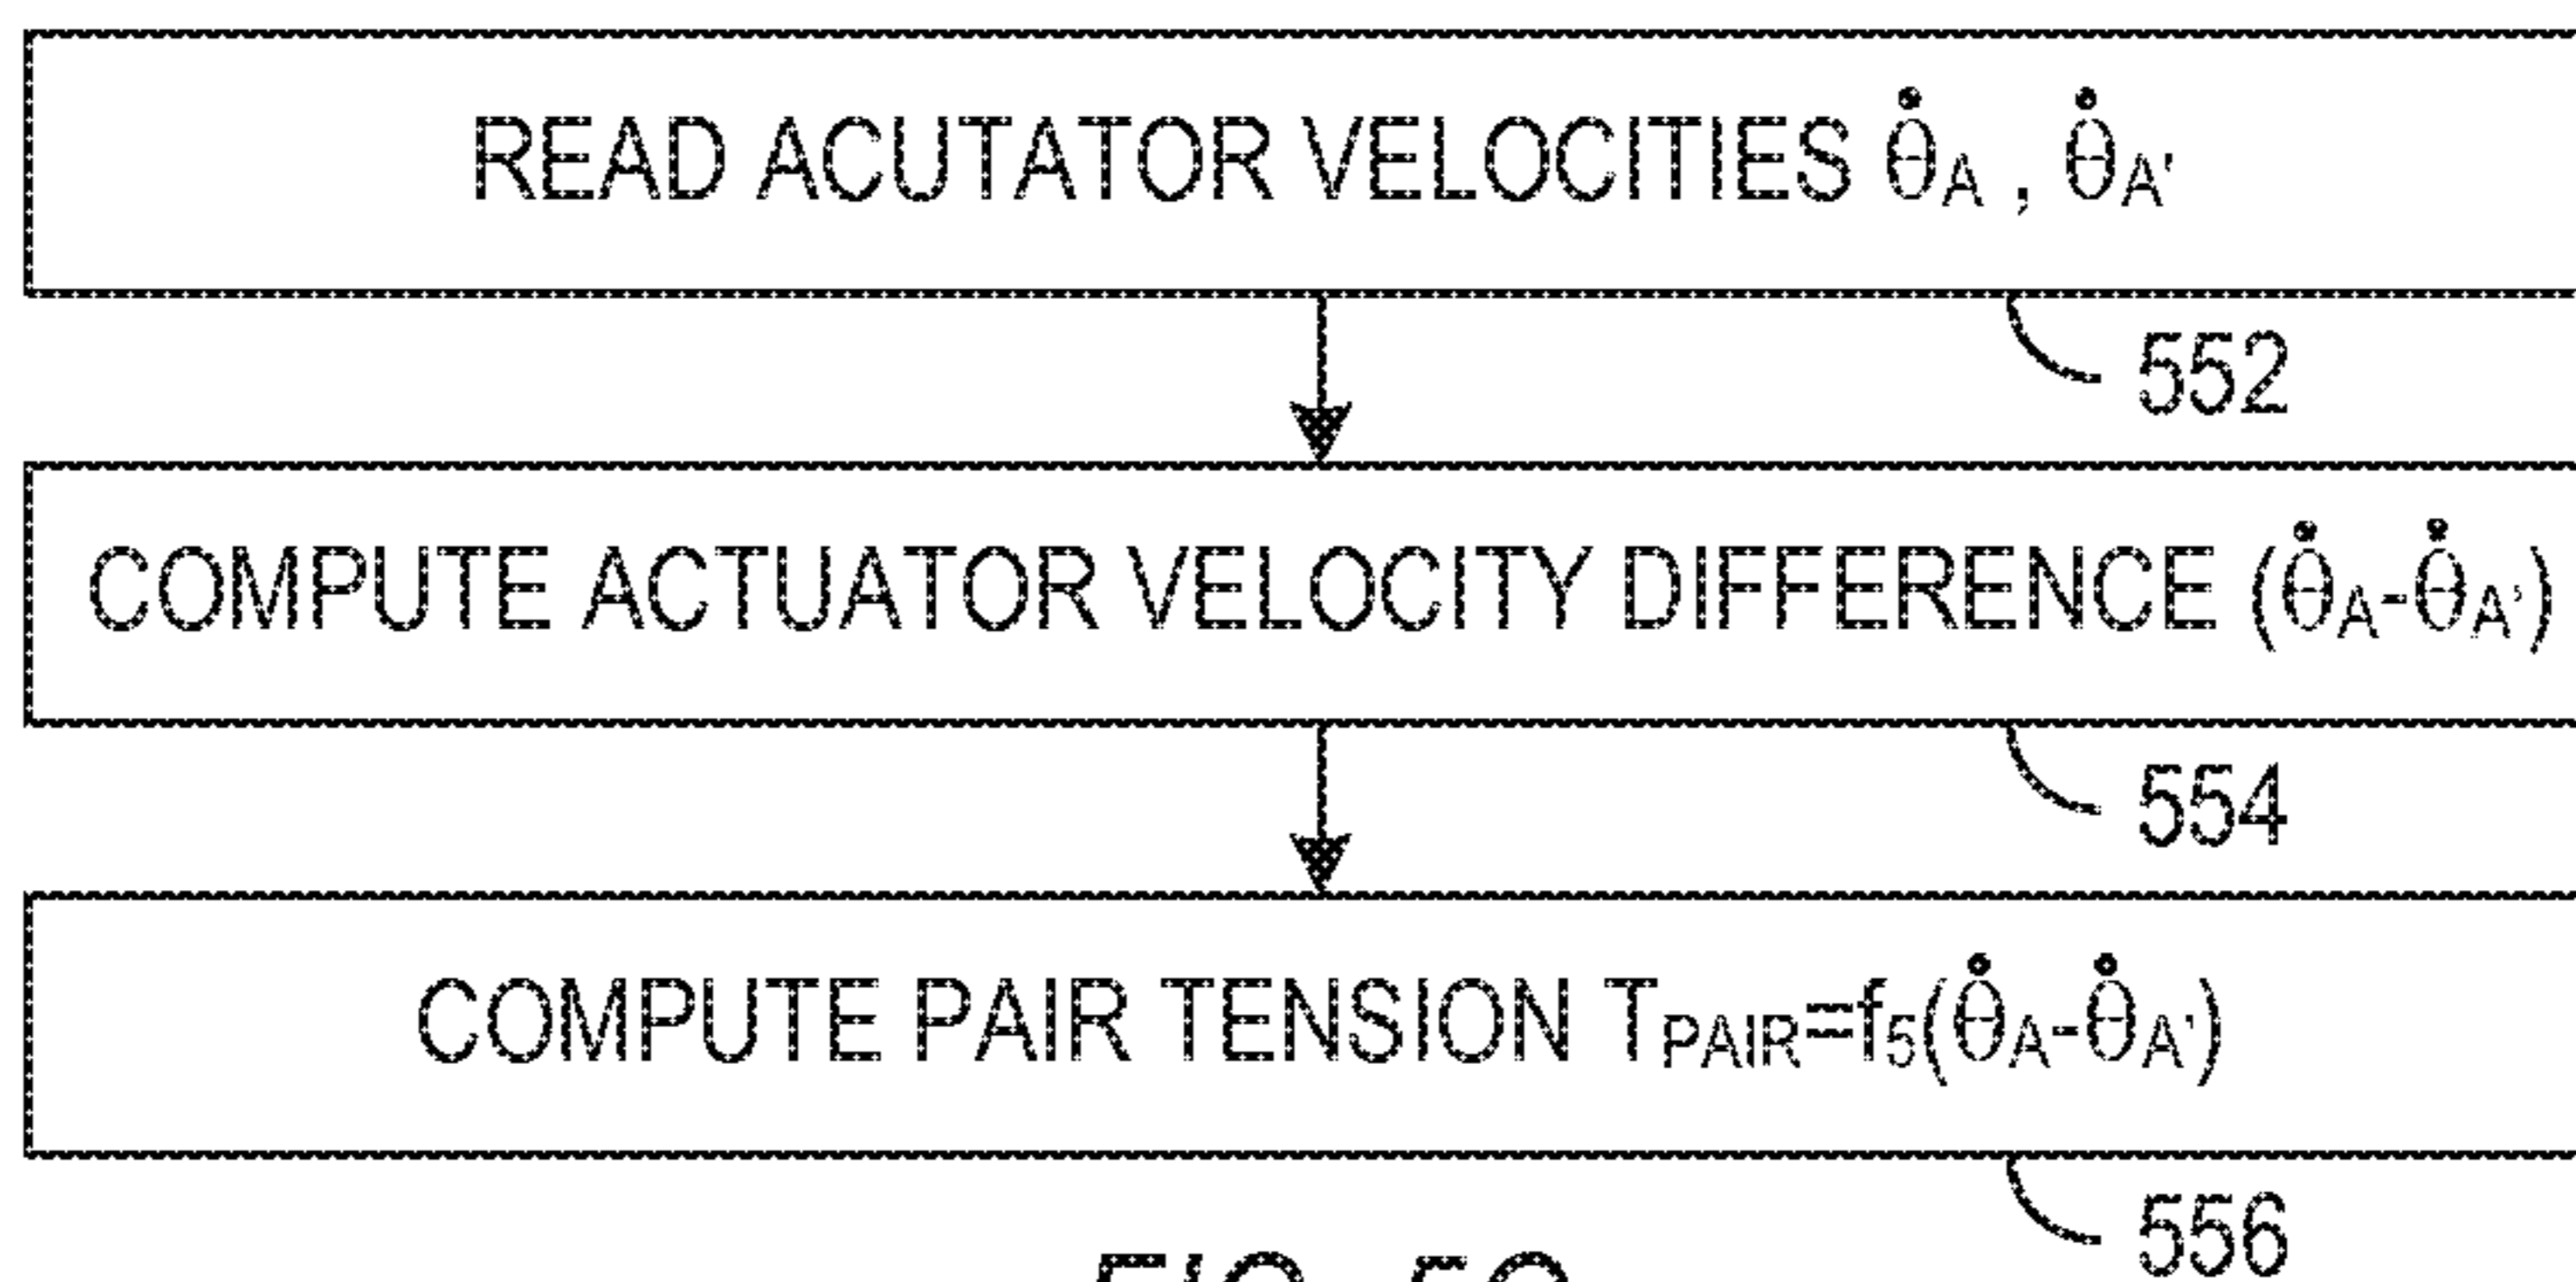 READ ACUTATOR VELOCITIES θ̇A , θ̇A'
552
COMPUTE ACTUATOR VELOCITY DIFFERENCE (θ̇A-θ̇A')
554
COMPUTE PAIR TENSION TPAIR=f5(θ̇A-θ̇A')
556